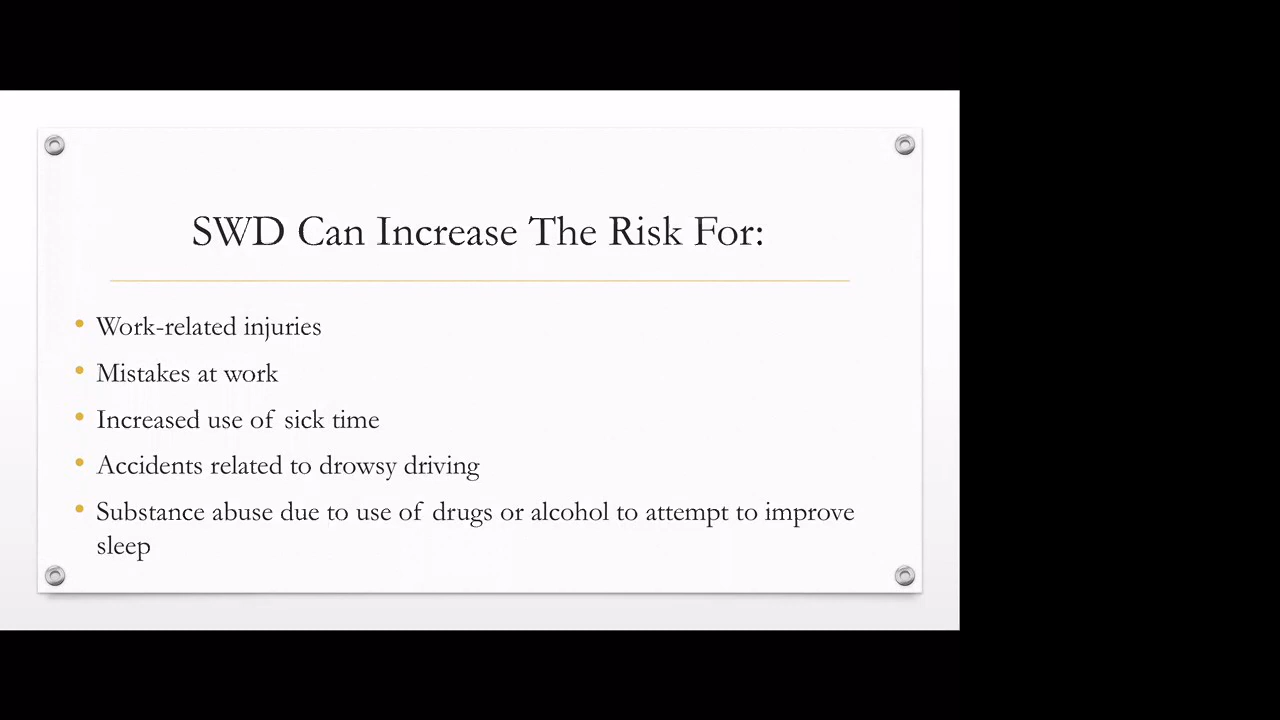 SWD Can Increase The Risk For:
• Work-related injuries
• Mistakes at work
• Increased use of sick time
• Accidents related to drowsy driving
• Substance abuse due to use of drugs or alcohol to attempt to improve
sleep